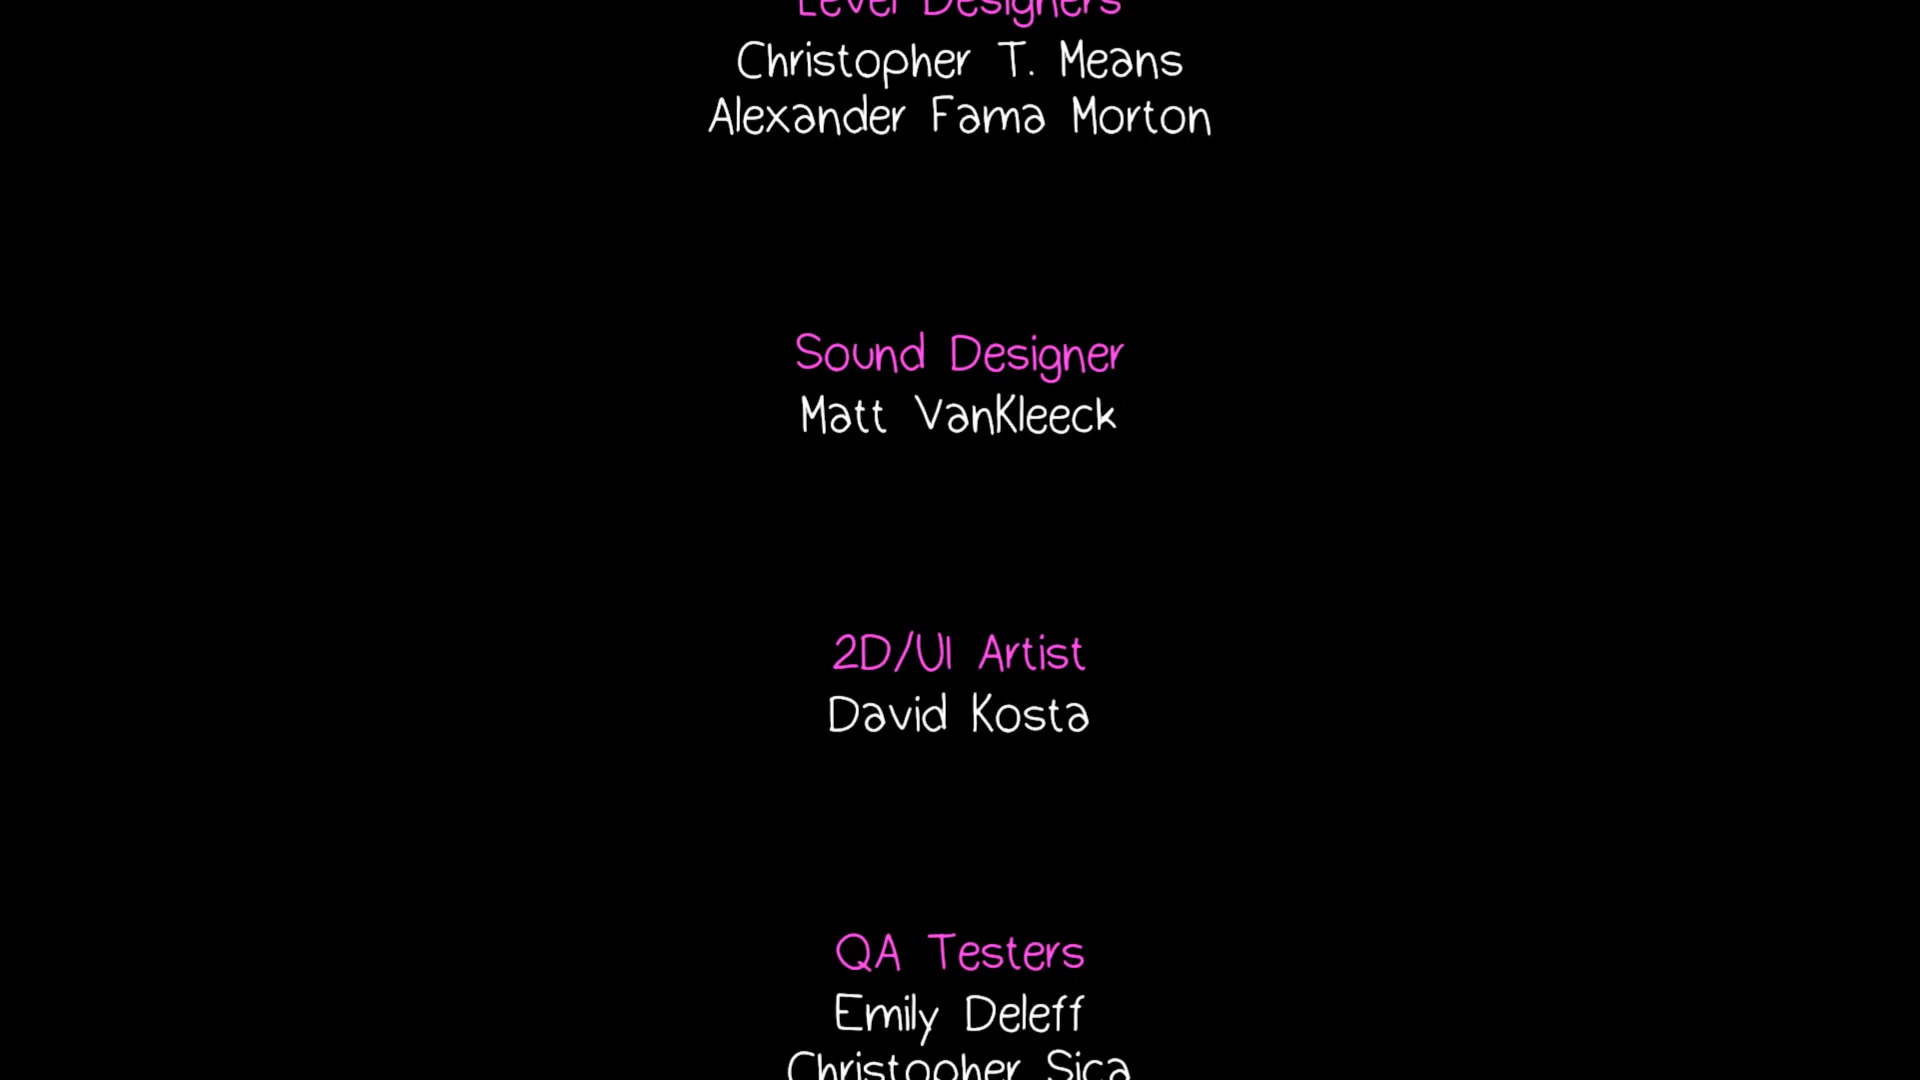 Level Designers
Christopher T. Means
Alexander Fama Morton
Sound Designer
Matt VanKleeck
2D/UI Artist
David Kosta
QA Testers
Emily Deleff
Christopher Sica